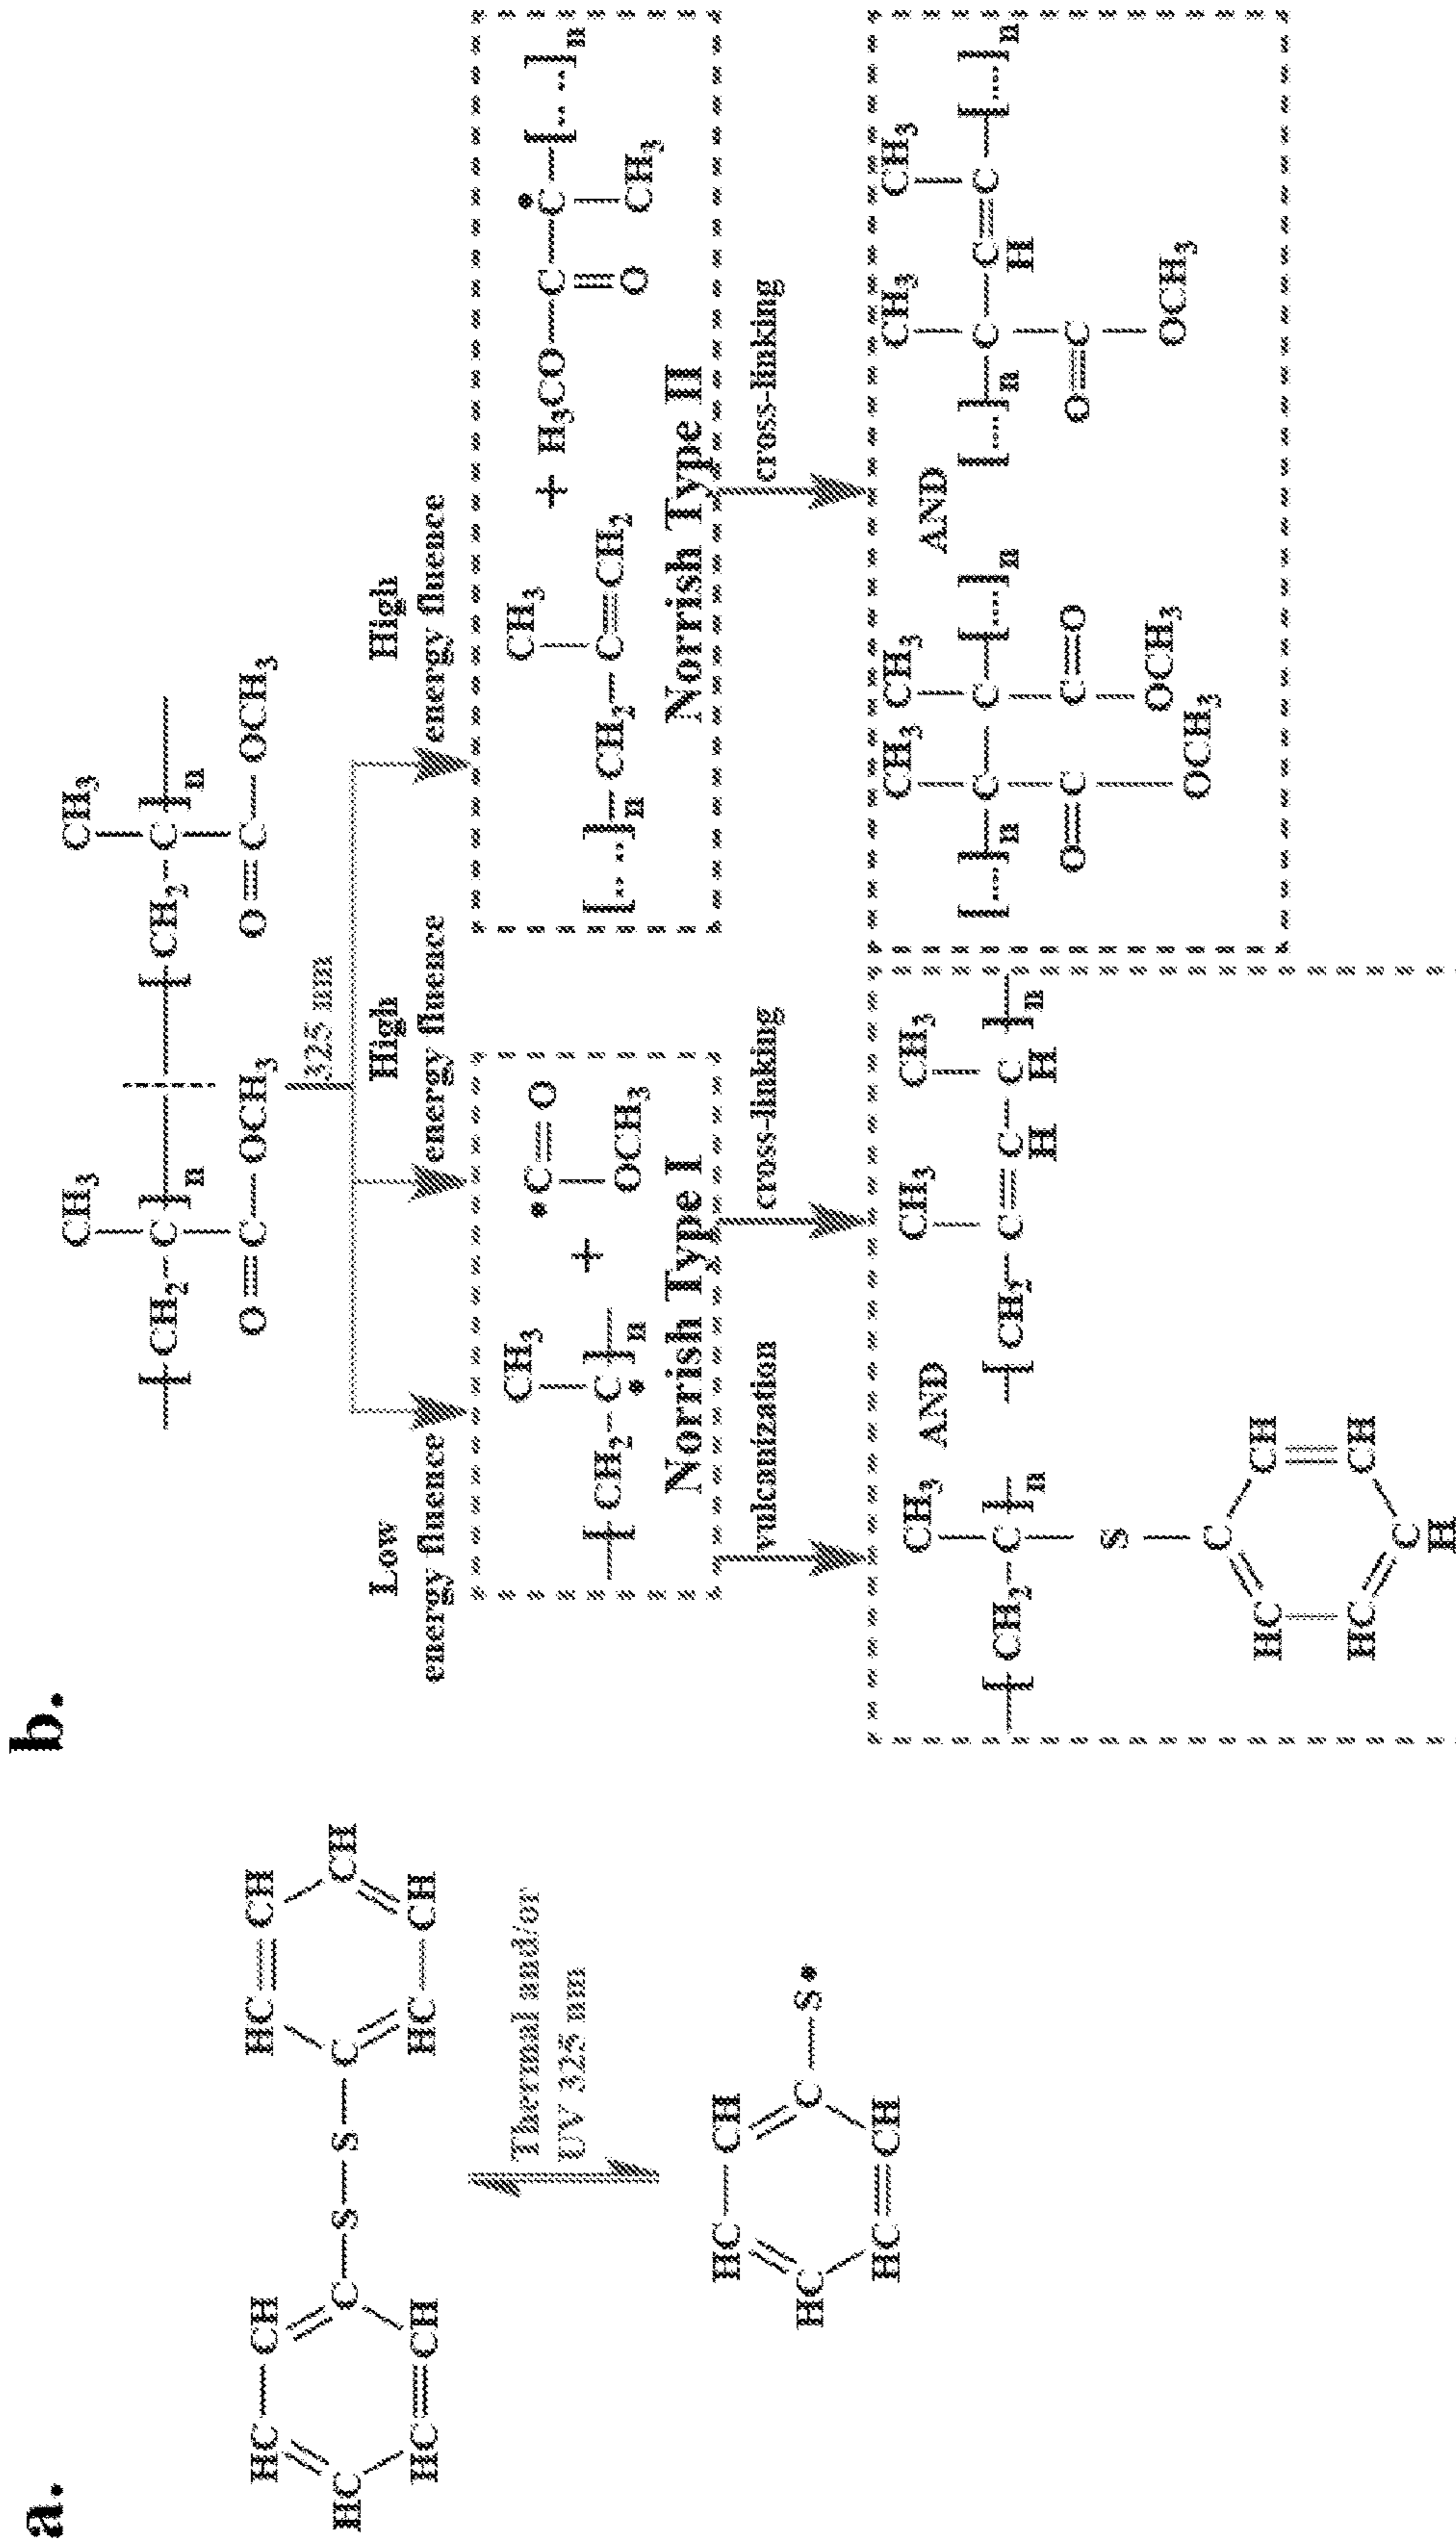 a.
HC CH HC CH
HC C–S–S–C CH
HC CH HC CH
Thermal and/or
UV 325 nm
HC CH
HC C–S•
HC CH
b.
CH₃ CH₃
[CH₂–C]n [CH₂–C]n
O=C–OCH₃ O=C–OCH₃
325 nm
Low
energy fluence
High
energy fluence
High
energy fluence
CH₃
[CH₂–C•]n
+
•C=O
OCH₃
Norrish Type I
CH₃
[.. ..]n CH₂–C=CH₂
+
H₃CO–C–C•–[.. ..]n
O CH₃
Norrish Type II
vulcanization
cross-linking
cross-linking
CH₃
[CH₂–C]n
S
C
HC CH
HC CH
C
H
AND
CH₃ CH₃
[CH₂–C=C–C]n
H H
CH₃ CH₃
[....]n C–C–[....]n
O=C C=O
OCH₃ OCH₃
AND
CH₃ CH₃
[....]n C–C=C–[....]n
H
O=C
OCH₃